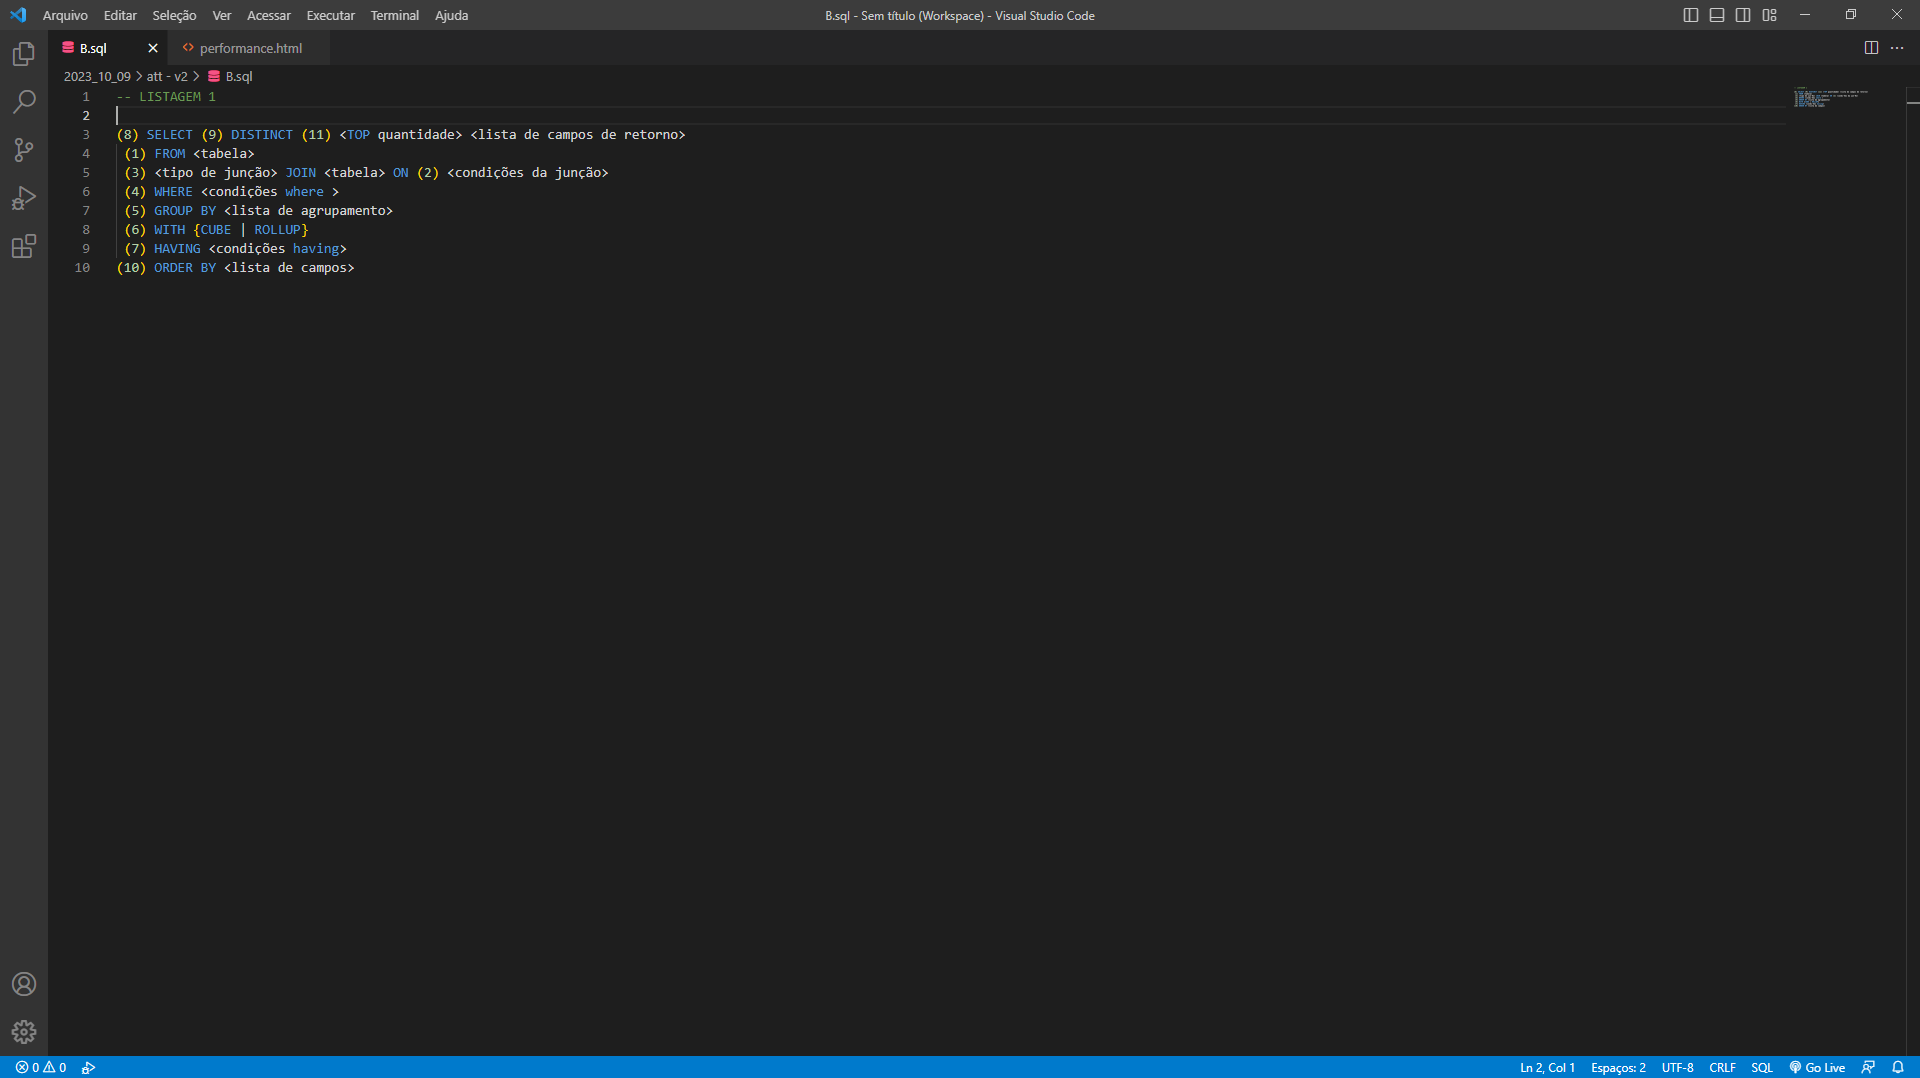 Arquivo Editar Seleção Ver Acessar Executar Terminal Ajuda
B.sql - Sem título (Workspace) - Visual Studio Code
B.sql performance.html
2023_10_09 > att - v2 > B.sql
1 -- LISTAGEM 1
2
3 (8) SELECT (9) DISTINCT (11) <TOP quantidade> <lista de campos de retorno>
4 (1) FROM <tabela>
5 (3) <tipo de junção> JOIN <tabela> ON (2) <condições da junção>
6 (4) WHERE <condições where >
7 (5) GROUP BY <lista de agrupamento>
8 (6) WITH {CUBE | ROLLUP}
9 (7) HAVING <condições having>
10 (10) ORDER BY <lista de campos>
0 0 Ln 2, Col 1 Espaços: 2 UTF-8 CRLF SQL Go Live